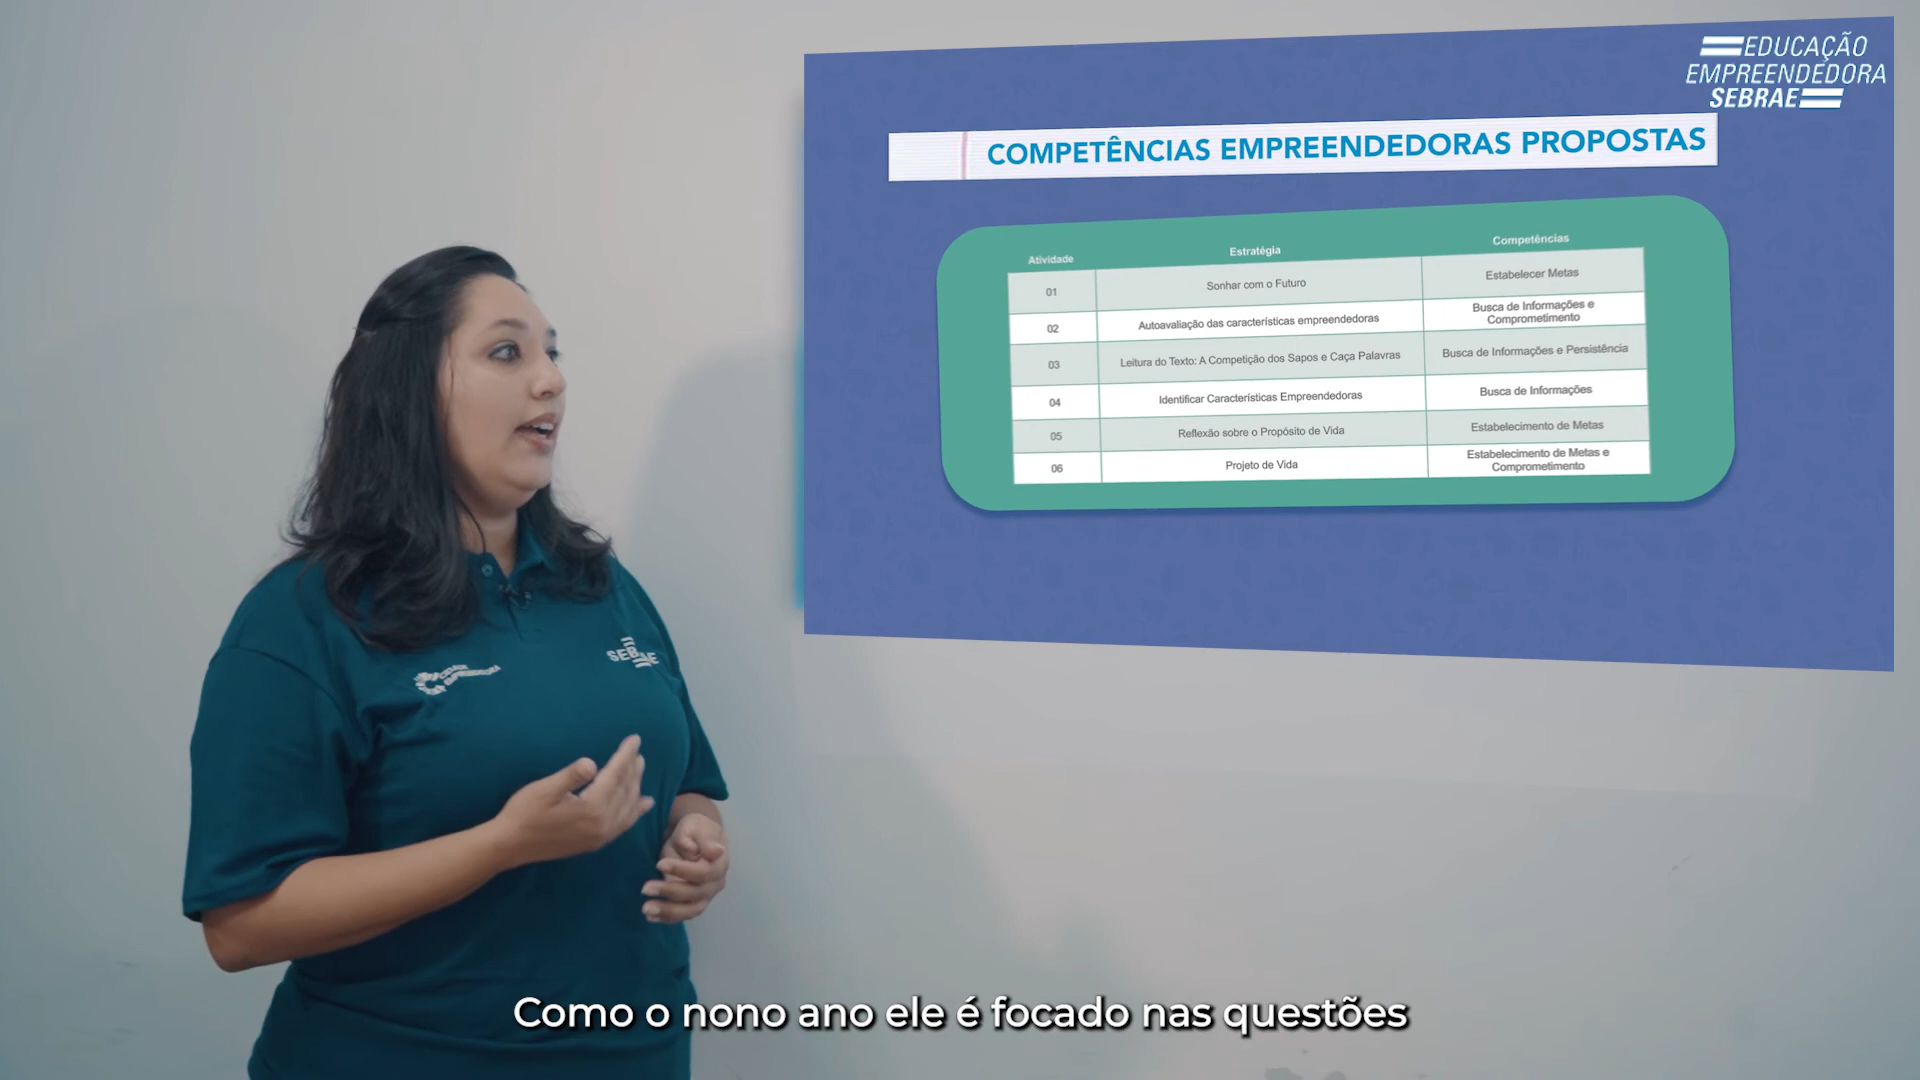 EDUCAÇÃO
EMPREENDEDORA
SEBRAE
COMPETÊNCIAS EMPREENDEDORAS PROPOSTAS
Atividade Estratégia Competências
01 Sonhar com o Futuro Estabelecer Metas
02 Autoavaliação das características empreendedoras Busca de Informações e
Comprometimento
03 Leitura do Texto: A Competição dos Sapos e Caça Palavras Busca de Informações e Persistência
04 Identificar Características Empreendedoras Busca de Informações
05 Reflexão sobre o Propósito de Vida Estabelecimento de Metas
06 Projeto de Vida Estabelecimento de Metas e
Comprometimento
CIDADE
EMPREENDEDORA
SEBRAE
Como o nono ano ele é focado nas questões